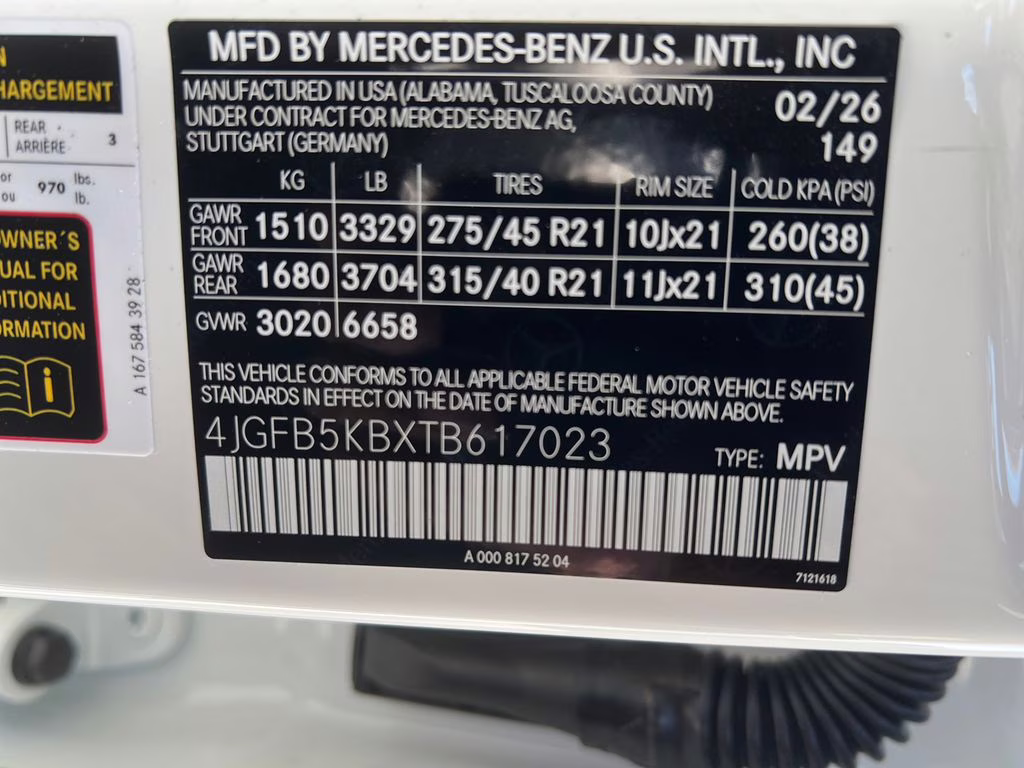 N
HARGEMENT
REAR
ARRIÈRE 3
or
ou 970 lbs.
lb.
OWNER´S
UAL FOR
DITIONAL
ORMATION
i
A 167 584 39 28
MFD BY MERCEDES-BENZ U.S. INTL., INC
MANUFACTURED IN USA (ALABAMA, TUSCALOOSA COUNTY)
UNDER CONTRACT FOR MERCEDES-BENZ AG,
STUTTGART (GERMANY)
02/26
149
KG LB TIRES RIM SIZE COLD KPA (PSI)
GAWR FRONT 1510 3329 275/45 R21 10Jx21 260(38)
GAWR REAR 1680 3704 315/40 R21 11Jx21 310(45)
GVWR 3020 6658
THIS VEHICLE CONFORMS TO ALL APPLICABLE FEDERAL MOTOR VEHICLE SAFETY
STANDARDS IN EFFECT ON THE DATE OF MANUFACTURE SHOWN ABOVE.
4JGFB5KBXTB617023
TYPE: MPV
A 000 817 52 04
7121618